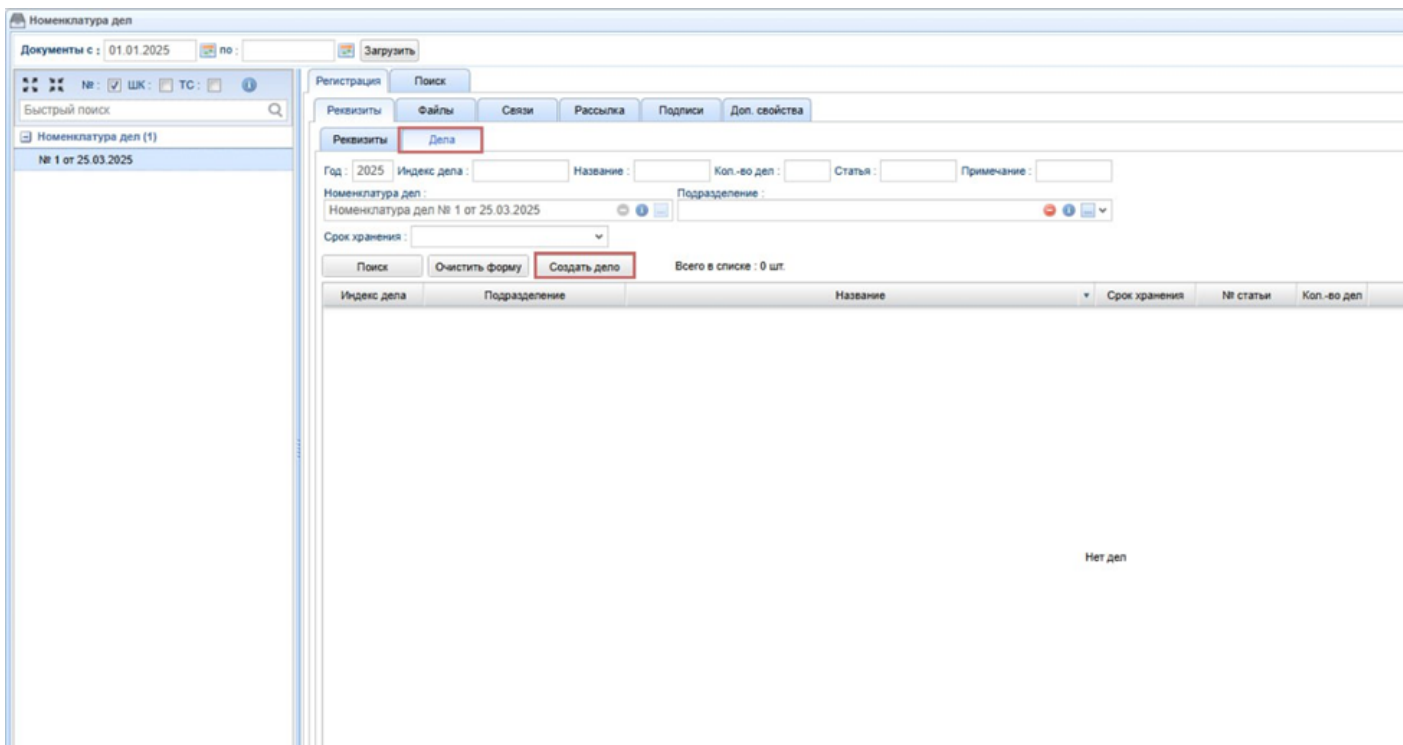 Номенклатура дел
Документы с : 01.01.2025 по : Загрузить
№ : ШК : ТС :
Быстрый поиск
Номенклатура дел (1)
№ 1 от 25.03.2025
Регистрация Поиск
Реквизиты Файлы Связи Рассылка Подписи Доп. свойства
Реквизиты Дела
Год : 2025 Индекс дела : Название : Кол.-во дел : Статья : Примечание :
Номенклатура дел : Подразделение :
Номенклатура дел № 1 от 25.03.2025
Срок хранения :
Поиск Очистить форму Создать дело Всего в списке : 0 шт.
Индекс дела Подразделение Название Срок хранения № статьи Кол.-во дел
Нет дел